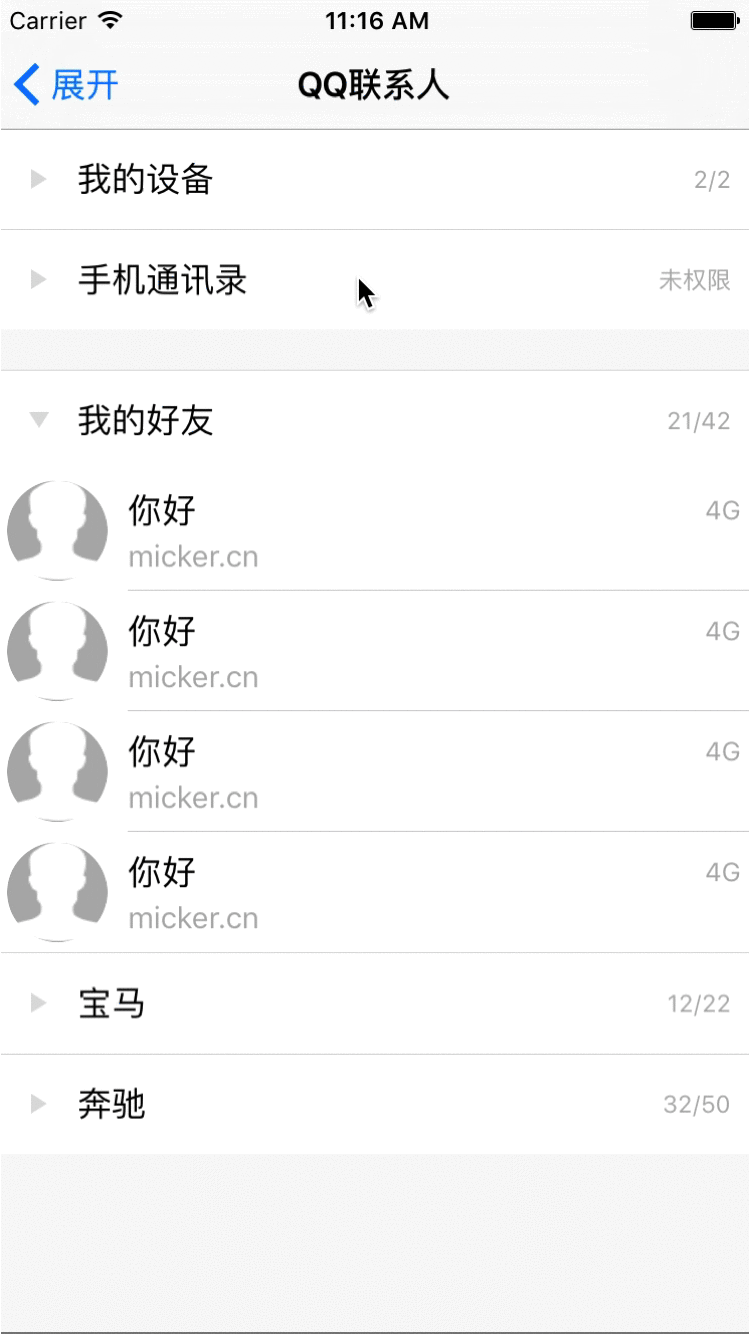 Carrier 11:16 AM
展开 QQ联系人
我的设备 2/2
手机通讯录 未权限
我的好友 21/42
你好 4G
micker.cn
你好 4G
micker.cn
你好 4G
micker.cn
你好 4G
micker.cn
宝马 12/22
奔驰 32/50